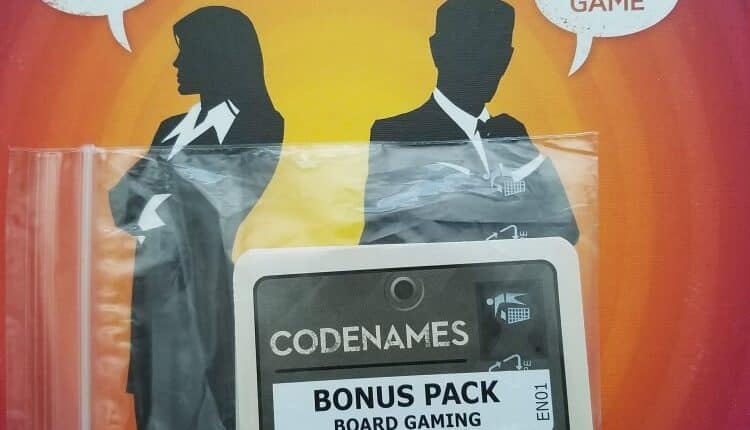 GAME
CODENAMES
BONUS PACK
BOARD GAMING
EN01